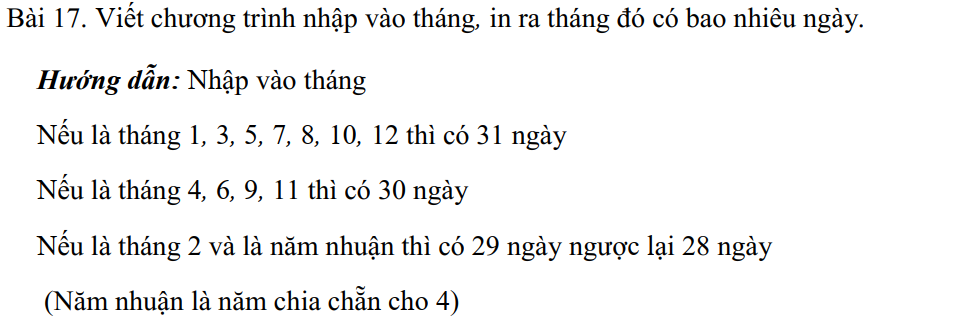 Bài 17. Viết chương trình nhập vào tháng, in ra tháng đó có bao nhiêu ngày.
Hướng dẫn: Nhập vào tháng
Nếu là tháng 1, 3, 5, 7, 8, 10, 12 thì có 31 ngày
Nếu là tháng 4, 6, 9, 11 thì có 30 ngày
Nếu là tháng 2 và là năm nhuận thì có 29 ngày ngược lại 28 ngày
(Năm nhuận là năm chia chẵn cho 4)